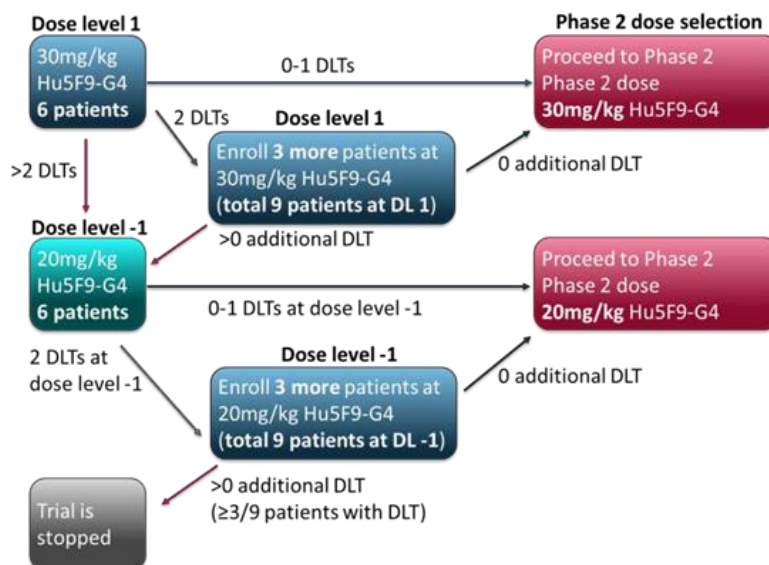 Dose level 1
30mg/kg
Hu5F9-G4
6 patients
0-1 DLTs
Phase 2 dose selection
Proceed to Phase 2
Phase 2 dose
30mg/kg Hu5F9-G4
2 DLTs
Dose level 1
Enroll 3 more patients at
30mg/kg Hu5F9-G4
(total 9 patients at DL 1)
0 additional DLT
>2 DLTs
>0 additional DLT
Dose level -1
20mg/kg
Hu5F9-G4
6 patients
0-1 DLTs at dose level -1
Proceed to Phase 2
Phase 2 dose
20mg/kg Hu5F9-G4
2 DLTs at
dose level -1
Dose level -1
Enroll 3 more patients at
20mg/kg Hu5F9-G4
(total 9 patients at DL -1)
0 additional DLT
>0 additional DLT
(≥3/9 patients with DLT)
Trial is
stopped